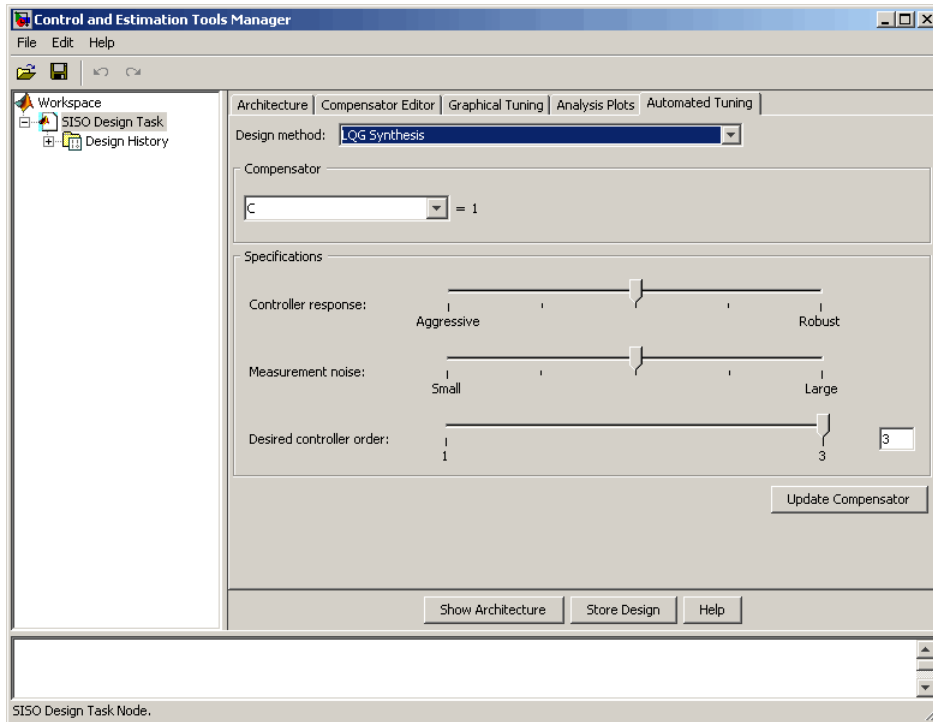 Control and Estimation Tools Manager
File Edit Help
Workspace
SISO Design Task
Design History
Architecture Compensator Editor Graphical Tuning Analysis Plots Automated Tuning
Design method: LQG Synthesis
Compensator
C = 1
Specifications
Controller response:
Aggressive Robust
Measurement noise:
Small Large
Desired controller order: 3
1 3
Update Compensator
Show Architecture Store Design Help
SISO Design Task Node.